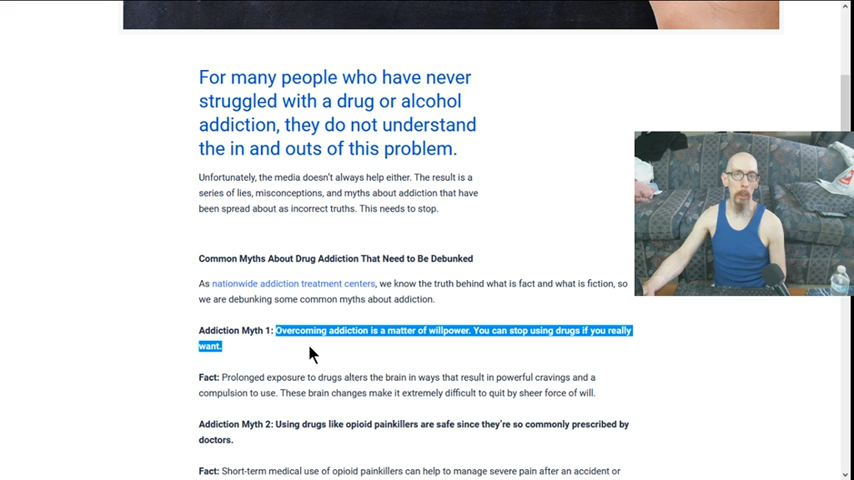 For many people who have never
struggled with a drug or alcohol
addiction, they do not understand
the in and outs of this problem.
Unfortunately, the media doesn't always help either. The result is a
series of lies, misconceptions, and myths about addiction that have
been spread about as incorrect truths. This needs to stop.
Common Myths About Drug Addiction That Need to Be Debunked
As nationwide addiction treatment centers, we know the truth behind what is fact and what is fiction, so
we are debunking some common myths about addiction.
Addiction Myth 1: Overcoming addiction is a matter of willpower. You can stop using drugs if you really
want.
Fact: Prolonged exposure to drugs alters the brain in ways that result in powerful cravings and a
compulsion to use. These brain changes make it extremely difficult to quit by sheer force of will.
Addiction Myth 2: Using drugs like opioid painkillers are safe since they're so commonly prescribed by
doctors.
Fact: Short-term medical use of opioid painkillers can help to manage severe pain after an accident or